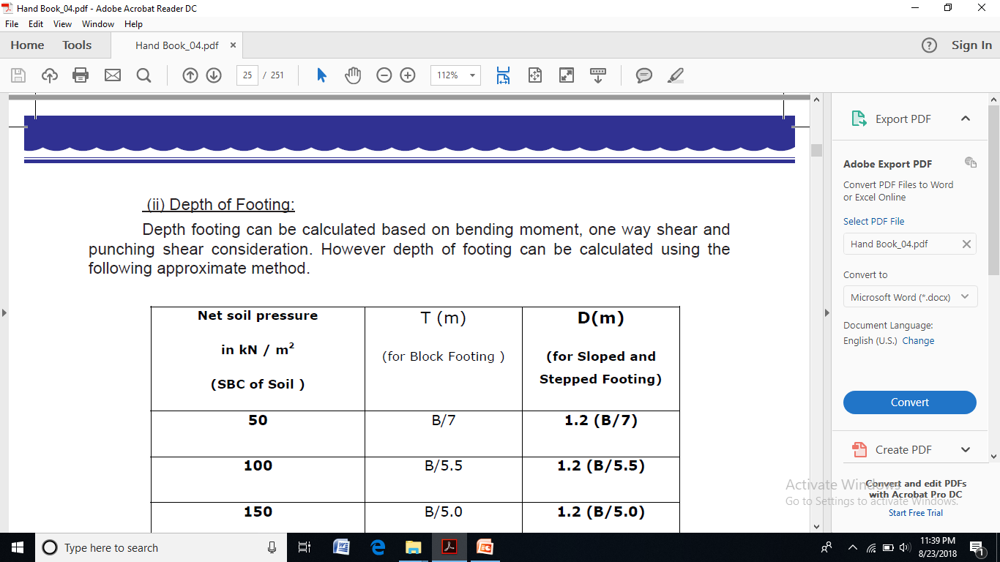 Hand Book_04.pdf - Adobe Acrobat Reader DC
File Edit View Window Help
Home Tools Hand Book_04.pdf × ? Sign In
25 / 251 112%
(ii) Depth of Footing:
Depth footing can be calculated based on bending moment, one way shear and
punching shear consideration. However depth of footing can be calculated using the
following approximate method.
Net soil pressure
in kN / m²
(SBC of Soil )
T (m)
(for Block Footing )
D(m)
(for Sloped and
Stepped Footing)
50 B/7 1.2 (B/7)
100 B/5.5 1.2 (B/5.5)
150 B/5.0 1.2 (B/5.0)
Export PDF
Adobe Export PDF
Convert PDF Files to Word
or Excel Online
Select PDF File
Hand Book_04.pdf
Convert to
Microsoft Word (*.docx)
Document Language:
English (U.S.) Change
Convert
Create PDF
Convert and edit PDFs
with Acrobat Pro DC
Start Free Trial
Activate Windows
Go to Settings to activate Windows.
Type here to search
11:39 PM
8/23/2018
1